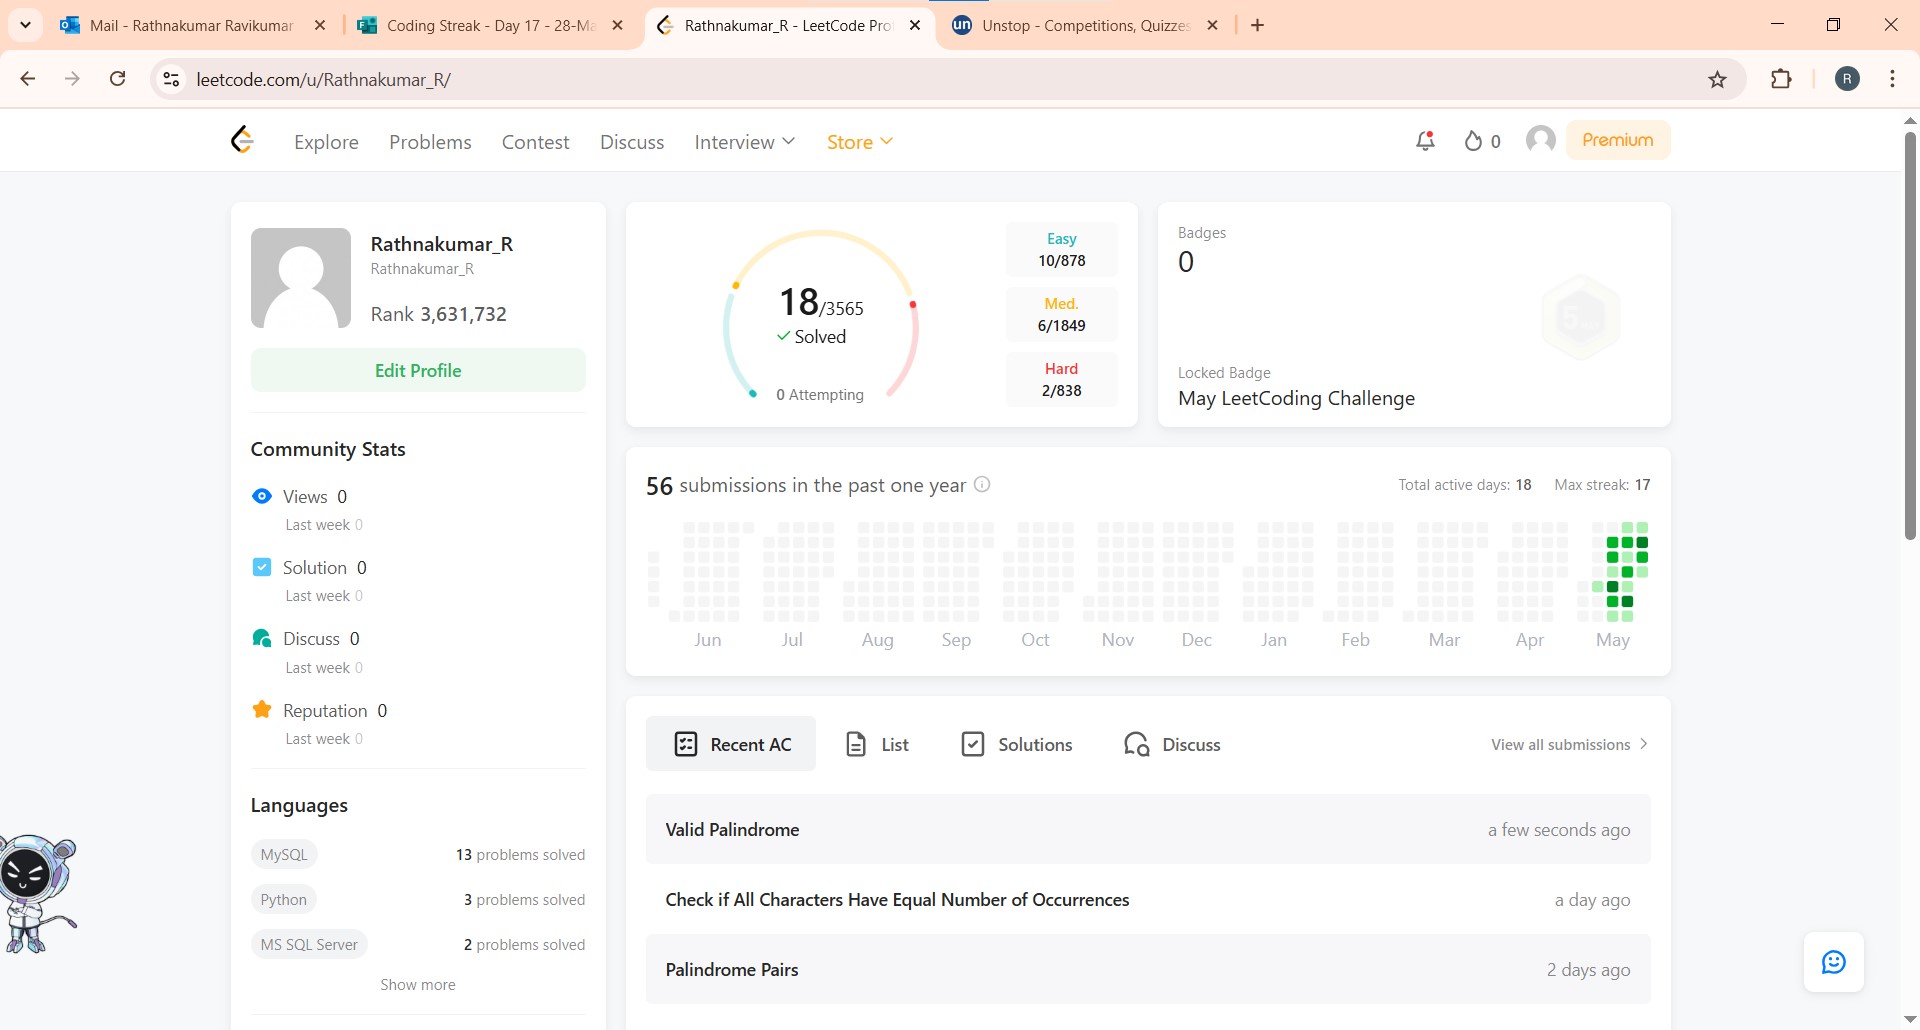 Mail - Rathnakumar Ravikumar
Coding Streak - Day 17 - 28-Ma
Rathnakumar_R - LeetCode Prof
un
Unstop - Competitions, Quizzes
leetcode.com/u/Rathnakumar_R/
R
Explore
Problems
Contest
Discuss
Interview
Store
0
Premium
Rathnakumar_R
Rathnakumar_R
Rank 3,631,732
Edit Profile
Community Stats
Views 0
Last week 0
Solution 0
Last week 0
Discuss 0
Last week 0
Reputation 0
Last week 0
Languages
MySQL
13 problems solved
Python
3 problems solved
MS SQL Server
2 problems solved
Show more
18/3565
Solved
0 Attempting
Easy
10/878
Med.
6/1849
Hard
2/838
Badges
0
Locked Badge
May LeetCoding Challenge
56 submissions in the past one year
Total active days: 18
Max streak: 17
Jun Jul Aug Sep Oct Nov Dec Jan Feb Mar Apr May
Recent AC
List
Solutions
Discuss
View all submissions
Valid Palindrome
a few seconds ago
Check if All Characters Have Equal Number of Occurrences
a day ago
Palindrome Pairs
2 days ago